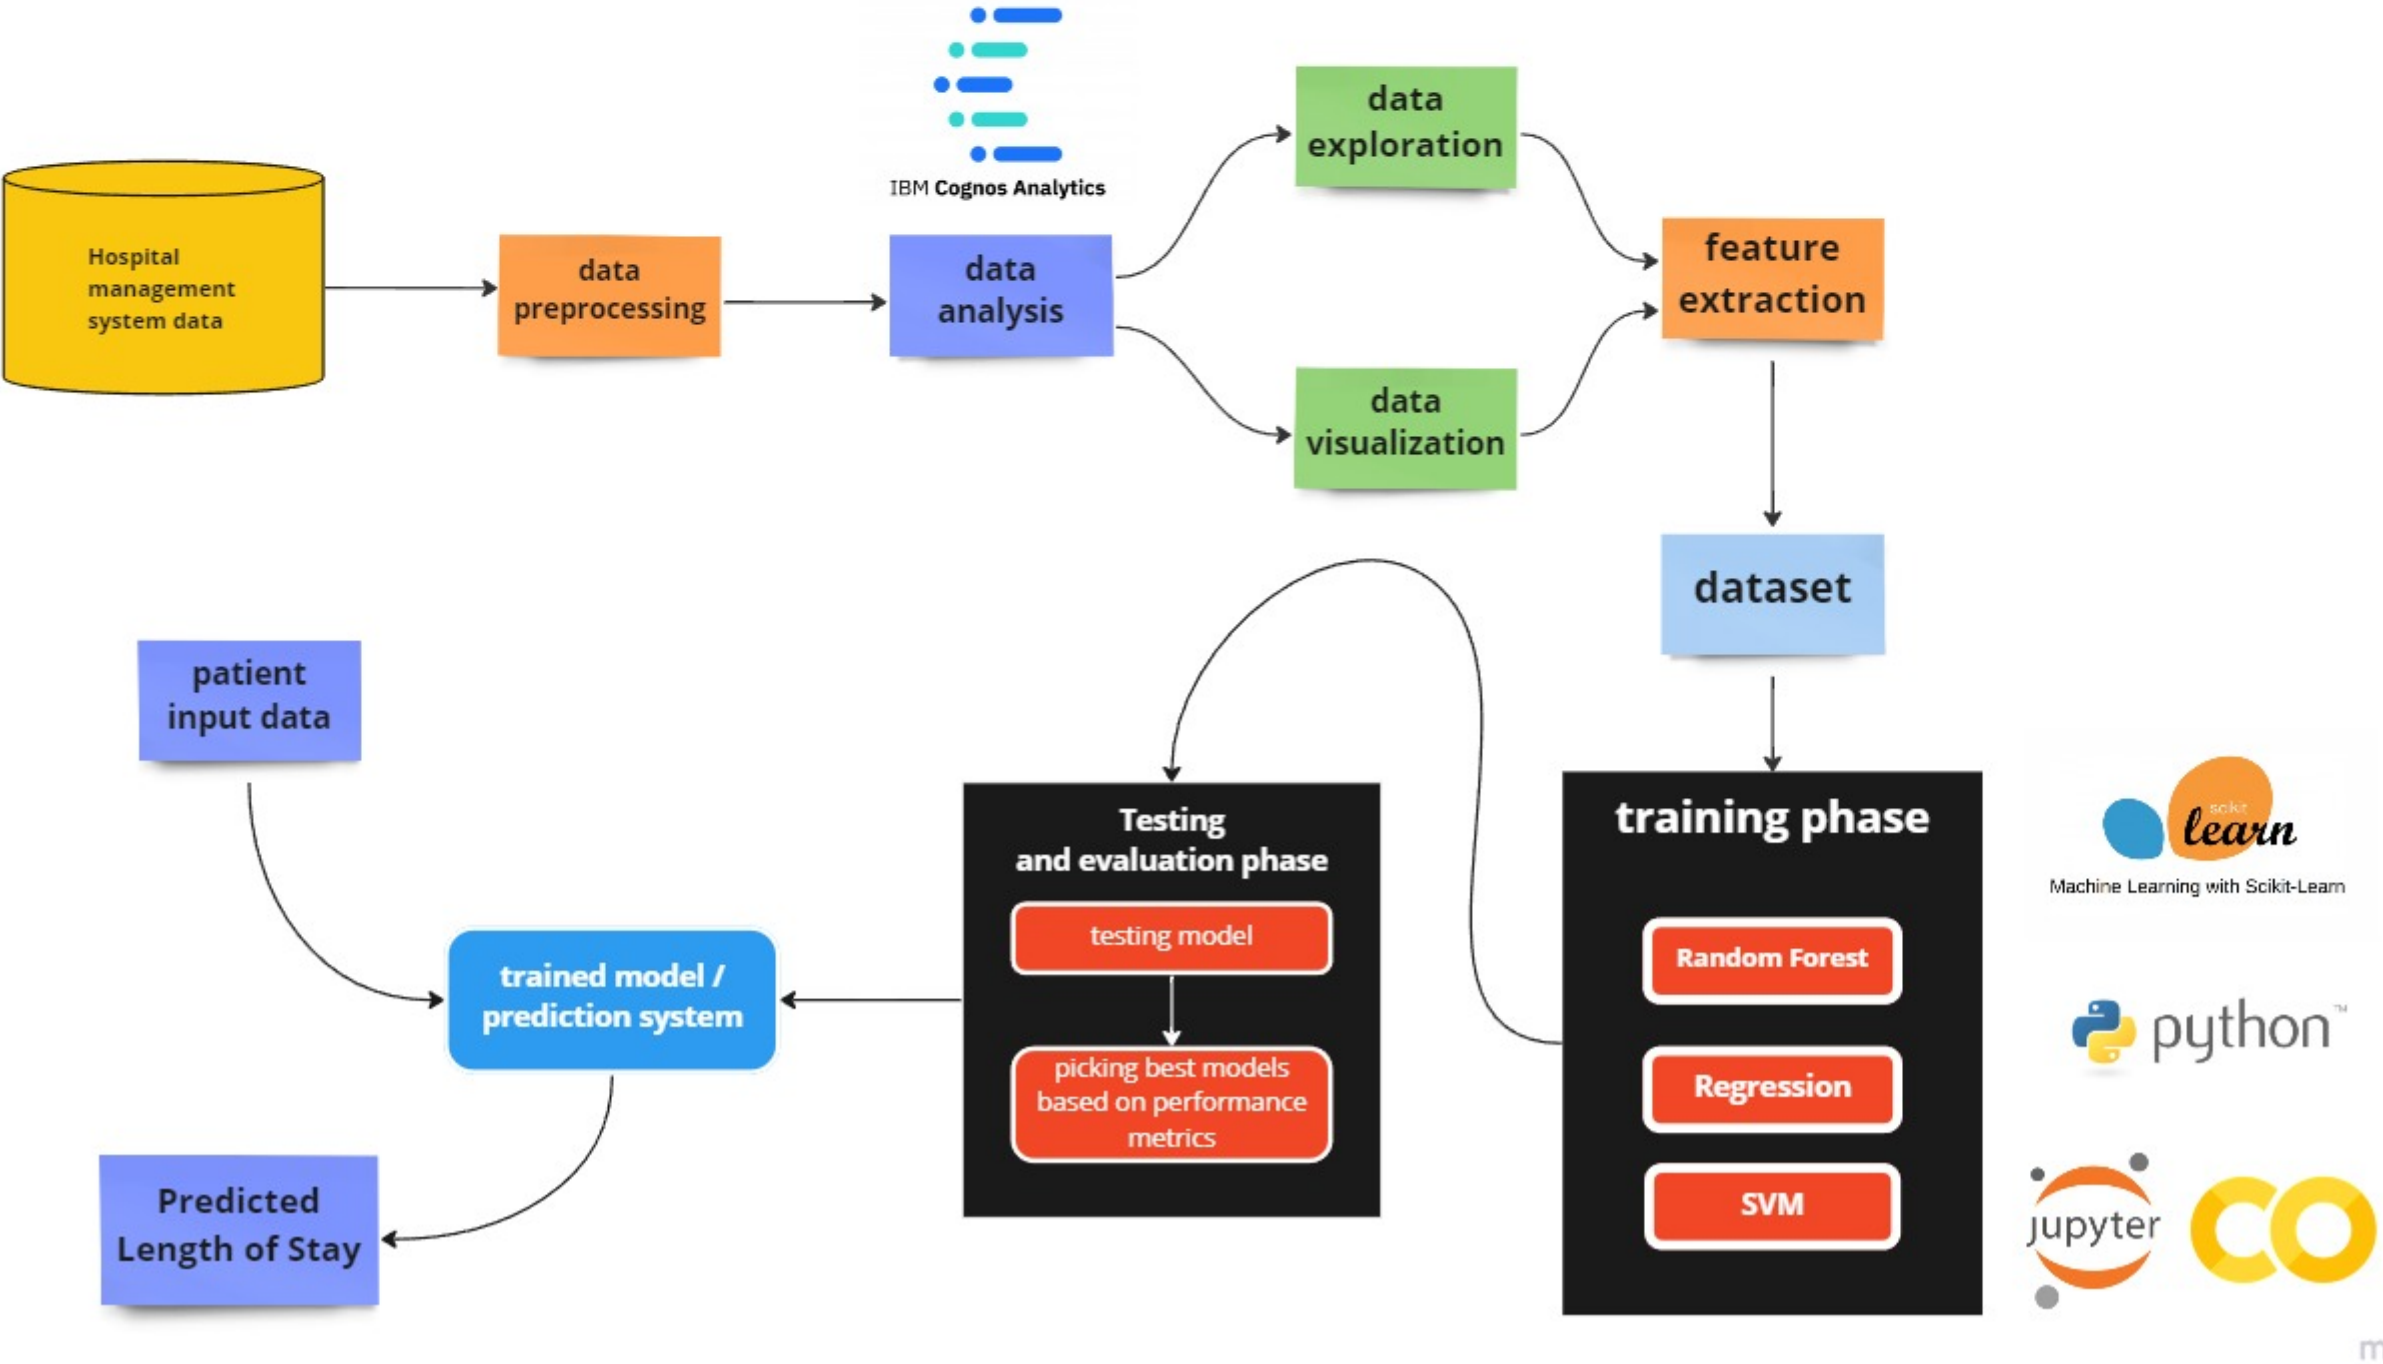 IBM Cognos Analytics
Hospital
management
system data
data
preprocessing
data
analysis
data
exploration
data
visualization
feature
extraction
dataset
training phase
Random Forest
Regression
SVM
scikit
learn
Machine Learning with Scikit-Learn
python™
jupyter
CO
Testing
and evaluation phase
testing model
picking best models
based on performance
metrics
patient
input data
trained model /
prediction system
Predicted
Length of Stay
m